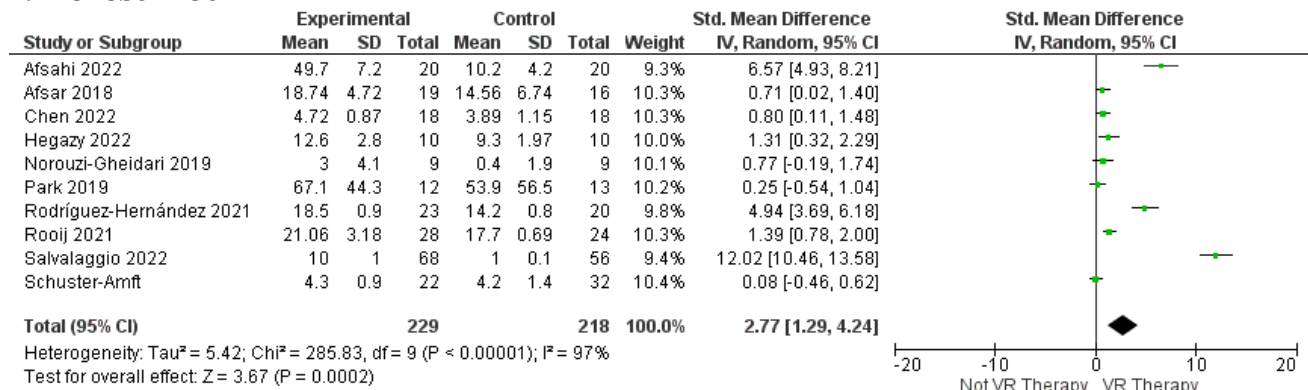 Experimental Control Std. Mean Difference Std. Mean Difference
Study or Subgroup Mean SD Total Mean SD Total Weight IV, Random, 95% CI IV, Random, 95% CI
Afsahi 2022 49.7 7.2 20 10.2 4.2 20 9.3% 6.57 [4.93, 8.21]
Afsar 2018 18.74 4.72 19 14.56 6.74 16 10.3% 0.71 [0.02, 1.40]
Chen 2022 4.72 0.87 18 3.89 1.15 18 10.3% 0.80 [0.11, 1.48]
Hegazy 2022 12.6 2.8 10 9.3 1.97 10 10.0% 1.31 [0.32, 2.29]
Norouzi-Gheidari 2019 3 4.1 9 0.4 1.9 9 10.1% 0.77 [-0.19, 1.74]
Park 2019 67.1 44.3 12 53.9 56.5 13 10.2% 0.25 [-0.54, 1.04]
Rodríguez-Hernández 2021 18.5 0.9 23 14.2 0.8 20 9.8% 4.94 [3.69, 6.18]
Rooij 2021 21.06 3.18 28 17.7 0.69 24 10.3% 1.39 [0.78, 2.00]
Salvalaggio 2022 10 1 68 1 0.1 56 9.4% 12.02 [10.46, 13.58]
Schuster-Amft 4.3 0.9 22 4.2 1.4 32 10.4% 0.08 [-0.46, 0.62]
Total (95% CI) 229 218 100.0% 2.77 [1.29, 4.24]
Heterogeneity: Tau² = 5.42; Chi² = 285.83, df = 9 (P < 0.00001); I² = 97%
Test for overall effect: Z = 3.67 (P = 0.0002)
-20 -10 0 10 20
Not VR Therapy VR Therapy